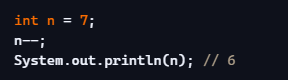 int n = 7;
n--;
System.out.println(n); // 6